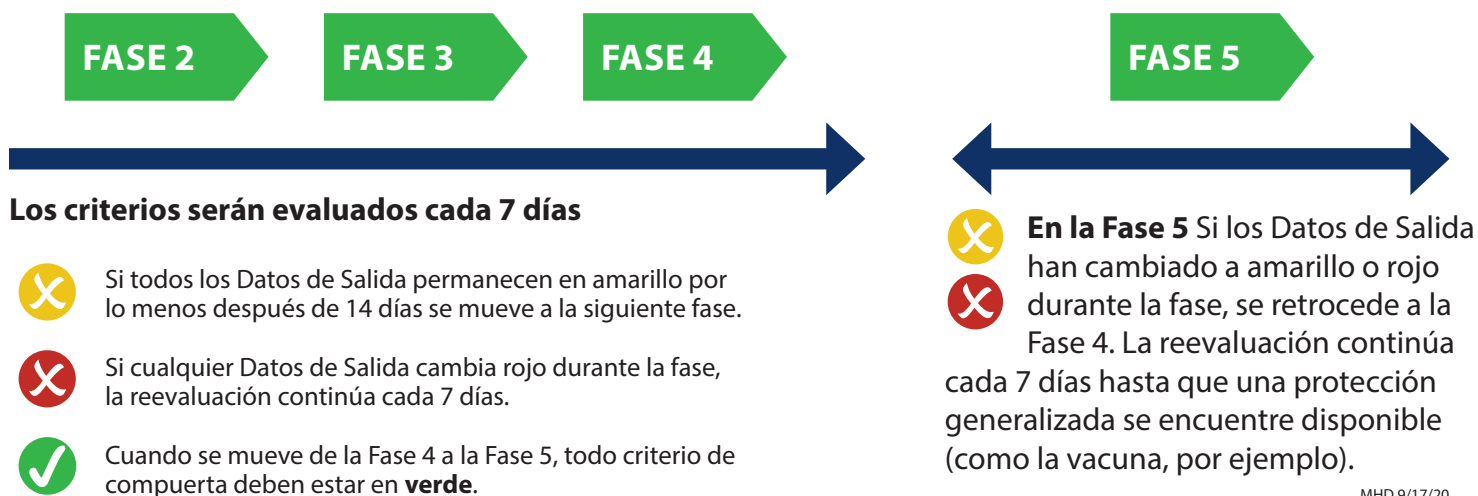 FASE 2
FASE 3
FASE 4
FASE 5
Los criterios serán evaluados cada 7 días
Si todos los Datos de Salida permanecen en amarillo por
lo menos después de 14 días se mueve a la siguiente fase.
Si cualquier Datos de Salida cambia rojo durante la fase,
la reevaluación continúa cada 7 días.
Cuando se mueve de la Fase 4 a la Fase 5, todo criterio de
compuerta deben estar en verde.
En la Fase 5 Si los Datos de Salida
han cambiado a amarillo o rojo
durante la fase, se retrocede a la
Fase 4. La reevaluación continúa
cada 7 días hasta que una protección
generalizada se encuentre disponible
(como la vacuna, por ejemplo).
MHD 9/17/20